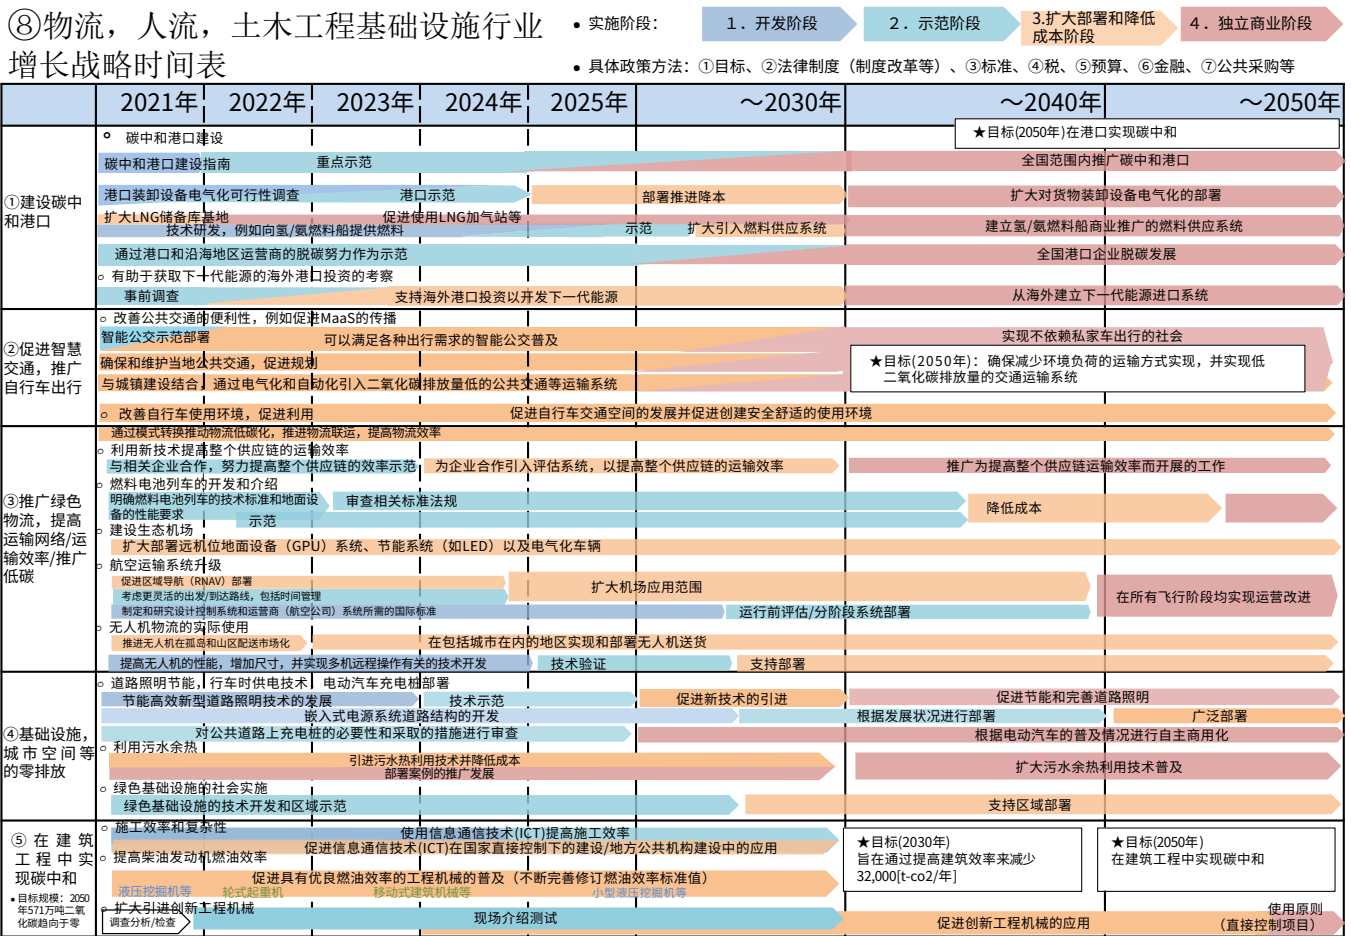 ⑧物流，人流，土木工程基础设施行业
增长战略时间表
• 实施阶段：
1. 开发阶段
2. 示范阶段
3.扩大部署和降低
成本阶段
4. 独立商业阶段
• 具体政策方法：①目标、②法律制度（制度改革等）、③标准、④税、⑤预算、⑥金融、⑦公共采购等
2021年 2022年 2023年 2024年 2025年 ～2030年 ～2040年 ～2050年
①建设碳中
和港口
碳中和港口建设
★目标(2050年)在港口实现碳中和
碳中和港口建设指南 重点示范 全国范围内推广碳中和港口
港口装卸设备电气化可行性调查 港口示范 部署推进降本 扩大对货物装卸设备电气化的部署
扩大LNG储备库基地 促进使用LNG加气站等
技术研发，例如向氢/氨燃料船提供燃料 示范 扩大引入燃料供应系统 建立氢/氨燃料船商业推广的燃料供应系统
通过港口和沿海地区运营商的脱碳努力作为示范 全国港口企业脱碳发展
有助于获取下一代能源的海外港口投资的考察
事前调查 支持海外港口投资以开发下一代能源 从海外建立下一代能源进口系统
②促进智慧
交通，推广
自行车出行
改善公共交通的便利性，例如促进MaaS的传播
智能公交示范部署 可以满足各种出行需求的智能公交普及 实现不依赖私家车出行的社会
确保和维护当地公共交通，促进规划
★目标(2050年)：确保减少环境负荷的运输方式实现，并实现低
二氧化碳排放量的交通运输系统
与城镇建设结合，通过电气化和自动化引入二氧化碳排放量低的公共交通等运输系统
改善自行车使用环境，促进利用 促进自行车交通空间的发展并促进创建安全舒适的使用环境
③推广绿色
物流，提高
运输网络/运
输效率/推广
低碳
通过模式转换推动物流低碳化，推进物流联运，提高物流效率
利用新技术提高整个供应链的运输效率
与相关企业合作，努力提高整个供应链的效率示范 为企业合作引入评估系统，以提高整个供应链的运输效率 推广为提高整个供应链运输效率而开展的工作
燃料电池列车的开发和介绍
明确燃料电池列车的技术标准和地面设
备的性能要求
审查相关标准法规 降低成本
示范
建设生态机场
扩大部署远机位地面设备（GPU）系统、节能系统（如LED）以及电气化车辆
航空运输系统升级
促进区域导航（RNAV）部署
扩大机场应用范围
考虑更灵活的出发/到达路线，包括时间管理
在所有飞行阶段均实现运营改进
制定和研究设计控制系统和运营商（航空公司）系统所需的国际标准 运行前评估/分阶段系统部署
无人机物流的实际使用
推进无人机在孤岛和山区配送市场化 在包括城市在内的地区实现和部署无人机送货
提高无人机的性能，增加尺寸，并实现多机远程操作有关的技术开发 技术验证 支持部署
④基础设施，
城市空间等
的零排放
道路照明节能，行车时供电技术，电动汽车充电桩部署
节能高效新型道路照明技术的发展 技术示范 促进新技术的引进 促进节能和完善道路照明
嵌入式电源系统道路结构的开发 根据发展状况进行部署 广泛部署
对公共道路上充电桩的必要性和采取的措施进行审查 根据电动汽车的普及情况进行自主商用化
利用污水余热
引进污水热利用技术并降低成本
部署案例的推广发展
扩大污水余热利用技术普及
绿色基础设施的社会实施
绿色基础设施的技术开发和区域示范 支持区域部署
⑤在建筑
工程中实
现碳中和
• 目标规模：2050
年571万吨二氧
化碳趋向于零
施工效率和复杂性
使用信息通信技术(ICT)提高施工效率
促进信息通信技术(ICT)在国家直接控制下的建设/地方公共机构建设中的应用
★目标(2030年)
旨在通过提高建筑效率来减少
32,000[t-co2/年]
★目标(2050年)
在建筑工程中实现碳中和
提高柴油发动机燃油效率
促进具有优良燃油效率的工程机械的普及（不断完善修订燃油效率标准值）
液压挖掘机等 轮式起重机 移动式建筑机械等 小型液压挖掘机等
扩大引进创新工程机械
调查分析/检查 现场介绍测试 促进创新工程机械的应用
使用原则
（直接控制项目）